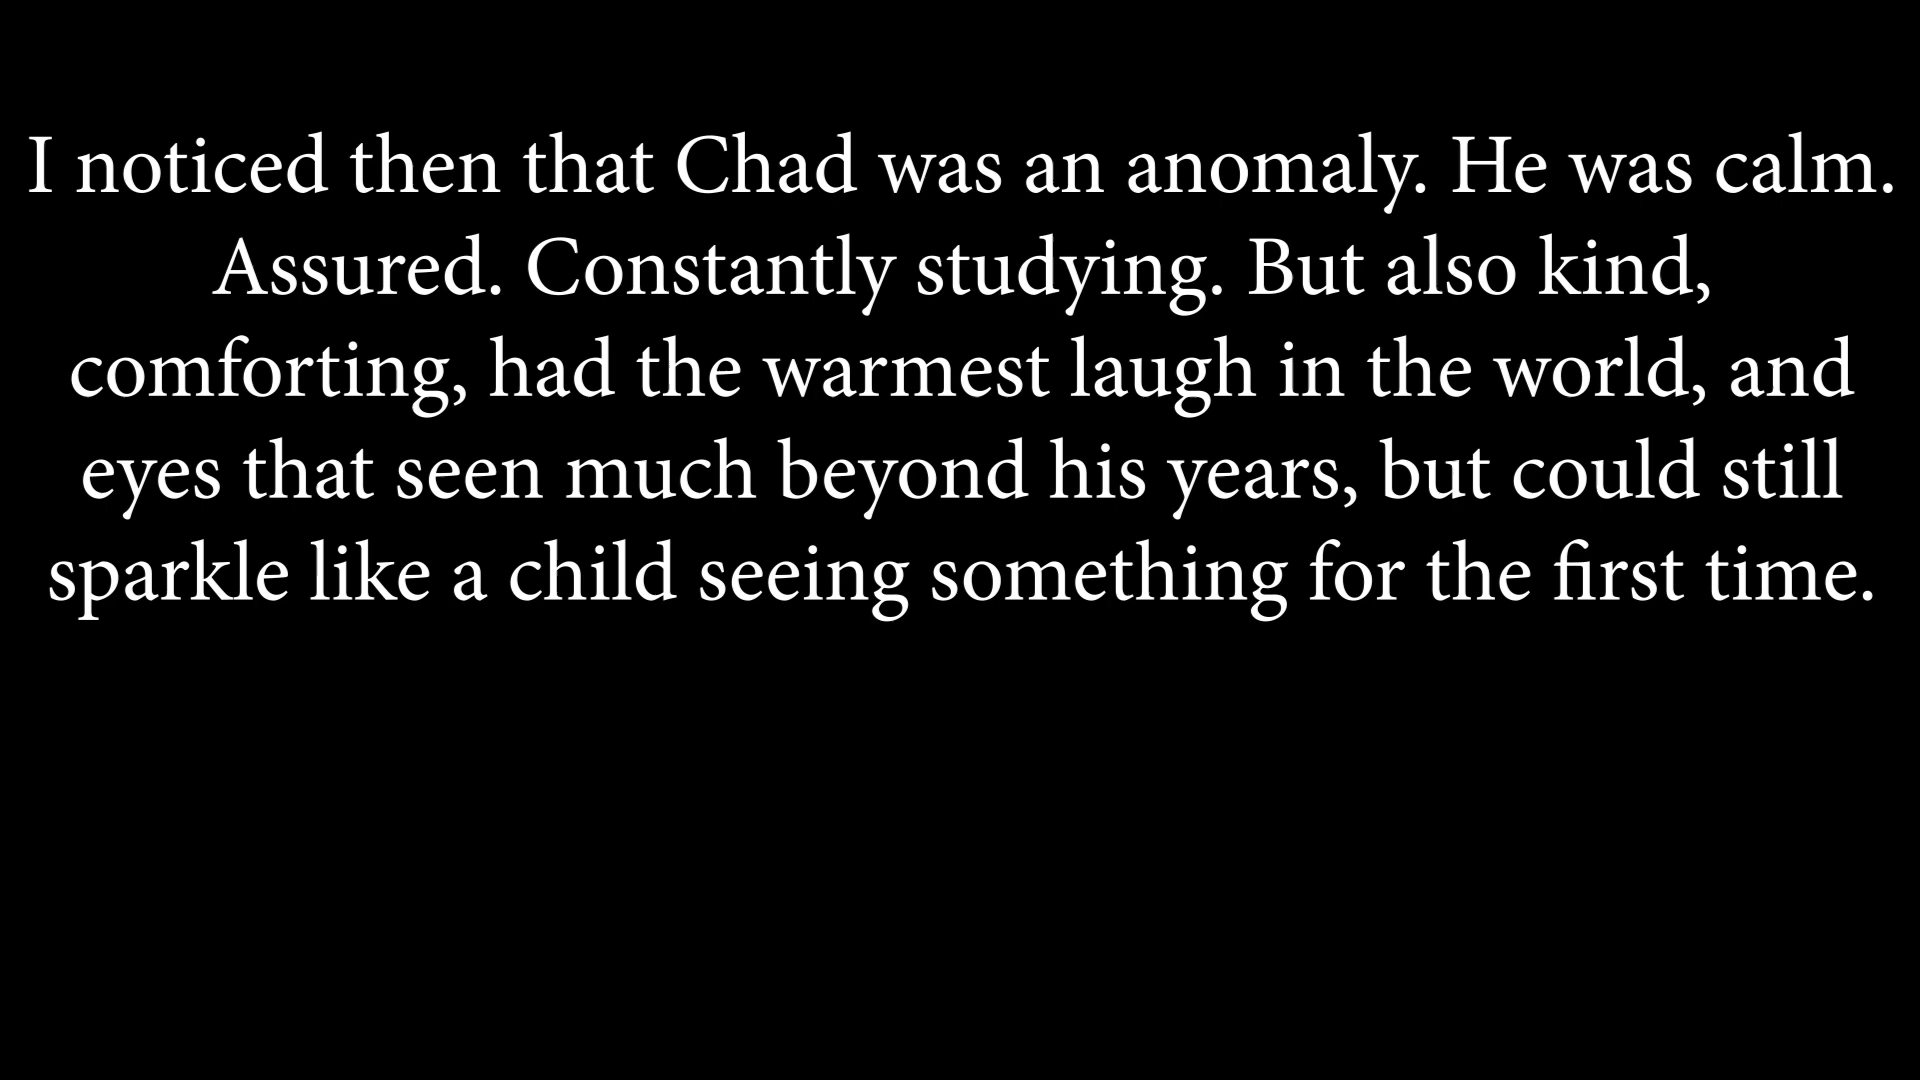 I noticed then that Chad was an anomaly. He was calm.
Assured. Constantly studying. But also kind,
comforting, had the warmest laugh in the world, and
eyes that seen much beyond his years, but could still
sparkle like a child seeing something for the first time.